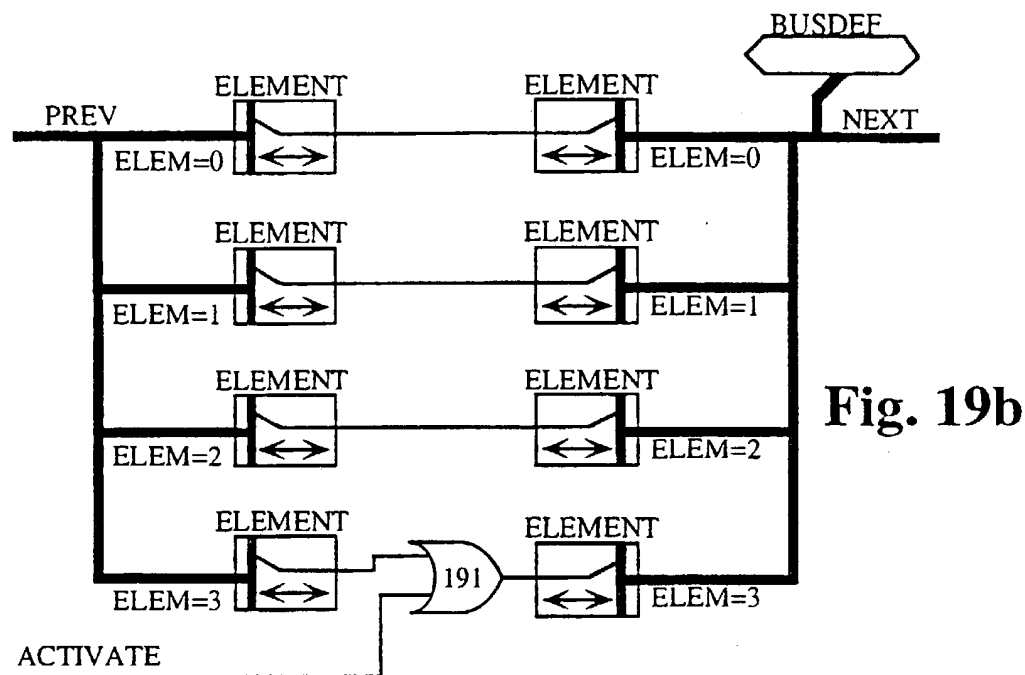 BUSDEF
ELEMENT ELEMENT
PREV NEXT
ELEM=0 ELEM=0
ELEMENT ELEMENT
ELEM=1 ELEM=1
ELEMENT ELEMENT
Fig. 19b
ELEM=2 ELEM=2
ELEMENT ELEMENT
191
ELEM=3 ELEM=3
ACTIVATE